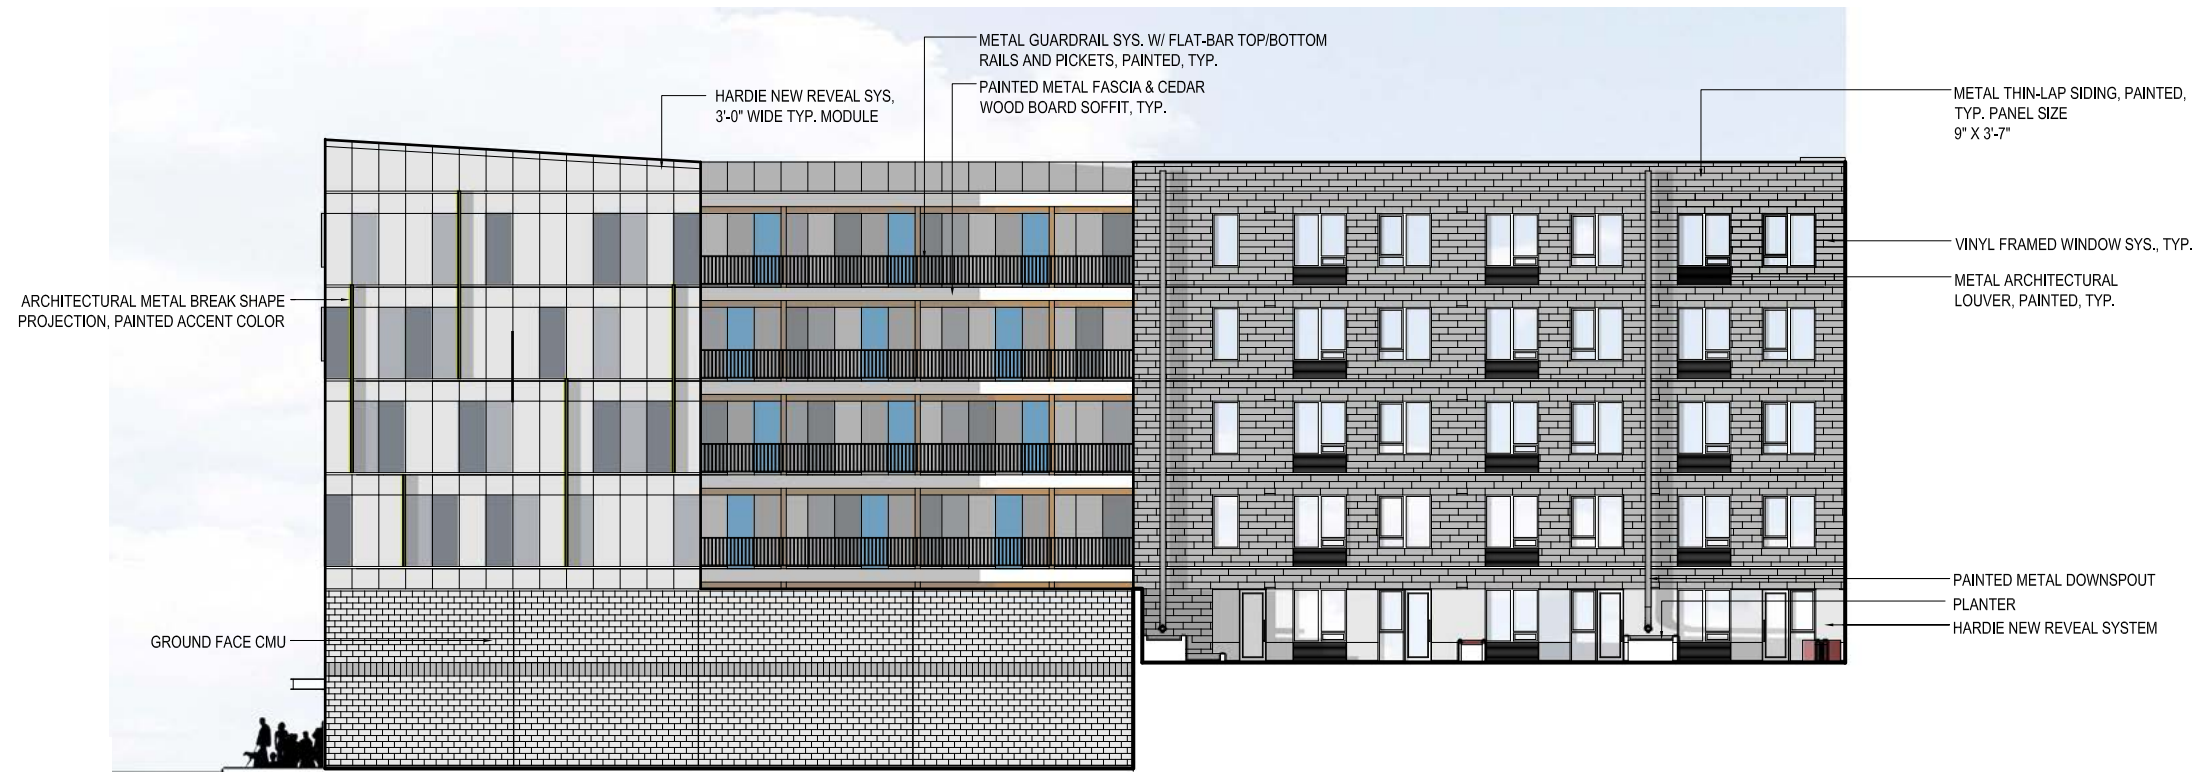 METAL GUARDRAIL SYS. W/ FLAT-BAR TOP/BOTTOM
RAILS AND PICKETS, PAINTED, TYP.
PAINTED METAL FASCIA & CEDAR
WOOD BOARD SOFFIT, TYP.
HARDIE NEW REVEAL SYS,
3'-0" WIDE TYP. MODULE
METAL THIN-LAP SIDING, PAINTED,
TYP. PANEL SIZE
9" X 3'-7"
VINYL FRAMED WINDOW SYS., TYP.
METAL ARCHITECTURAL
LOUVER, PAINTED, TYP.
ARCHITECTURAL METAL BREAK SHAPE
PROJECTION, PAINTED ACCENT COLOR
PAINTED METAL DOWNSPOUT
PLANTER
HARDIE NEW REVEAL SYSTEM
GROUND FACE CMU